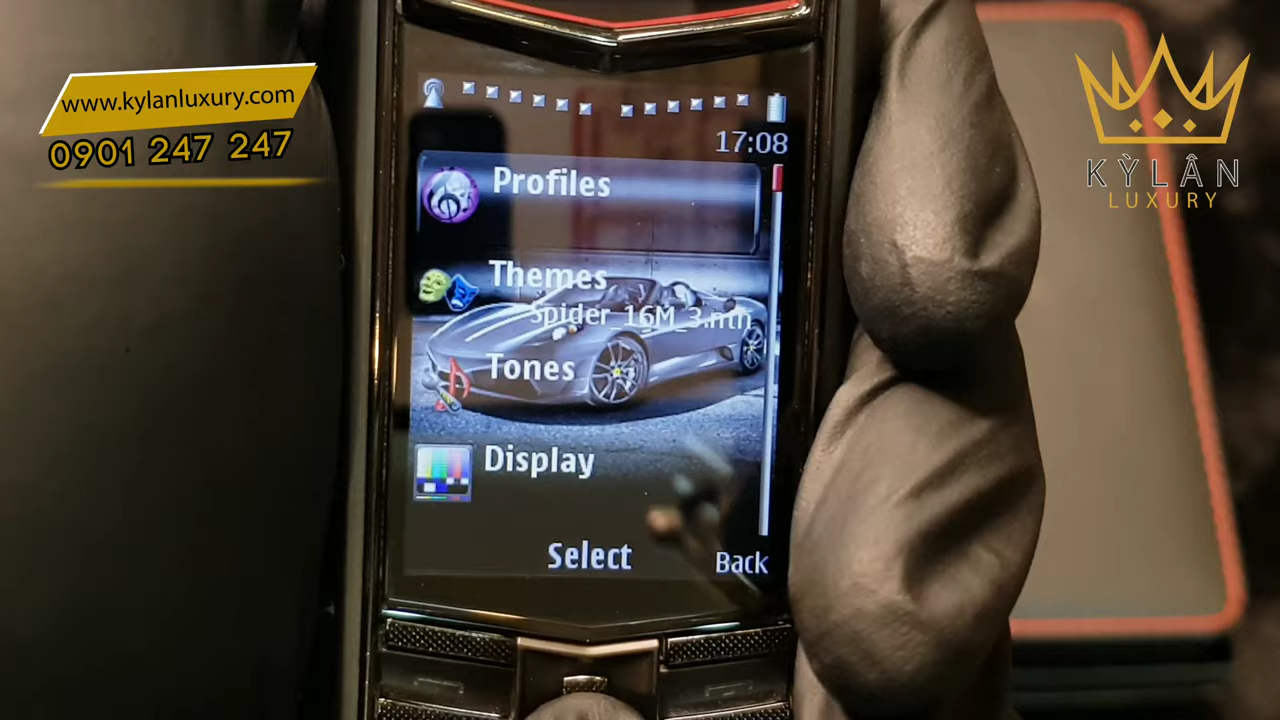 www.kylanluxury.com
0901 247 247
KỲLÂN
LUXURY
17:08
Profiles
Themes
Spider_16M_3.nth
Tones
Display
Select
Back